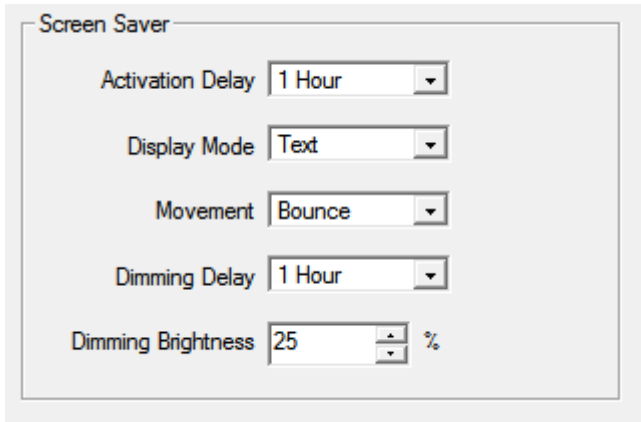 Screen Saver
Activation Delay 1 Hour
Display Mode Text
Movement Bounce
Dimming Delay 1 Hour
Dimming Brightness 25 %